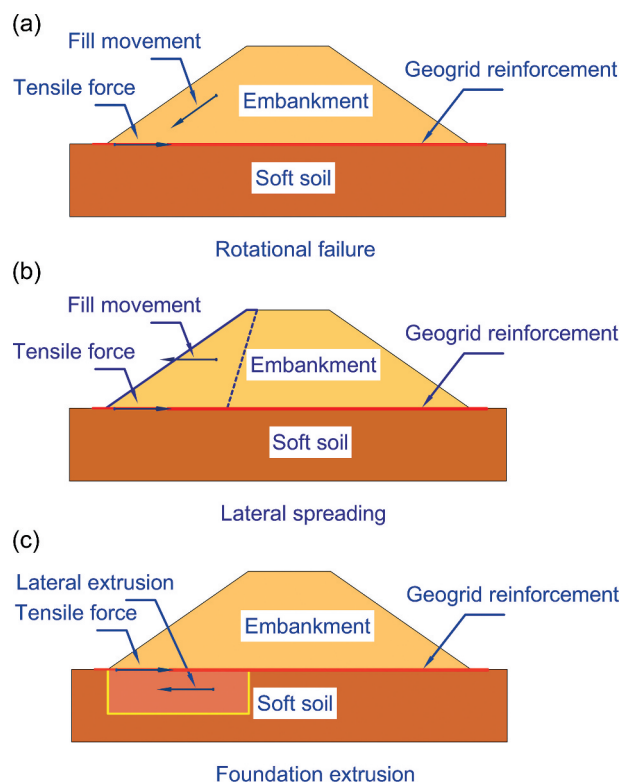 (a)
Fill movement
Tensile force
Geogrid reinforcement
Embankment
Soft soil
Rotational failure
(b)
Fill movement
Tensile force
Geogrid reinforcement
Embankment
Soft soil
Lateral spreading
(c)
Lateral extrusion
Tensile force
Geogrid reinforcement
Embankment
Soft soil
Foundation extrusion